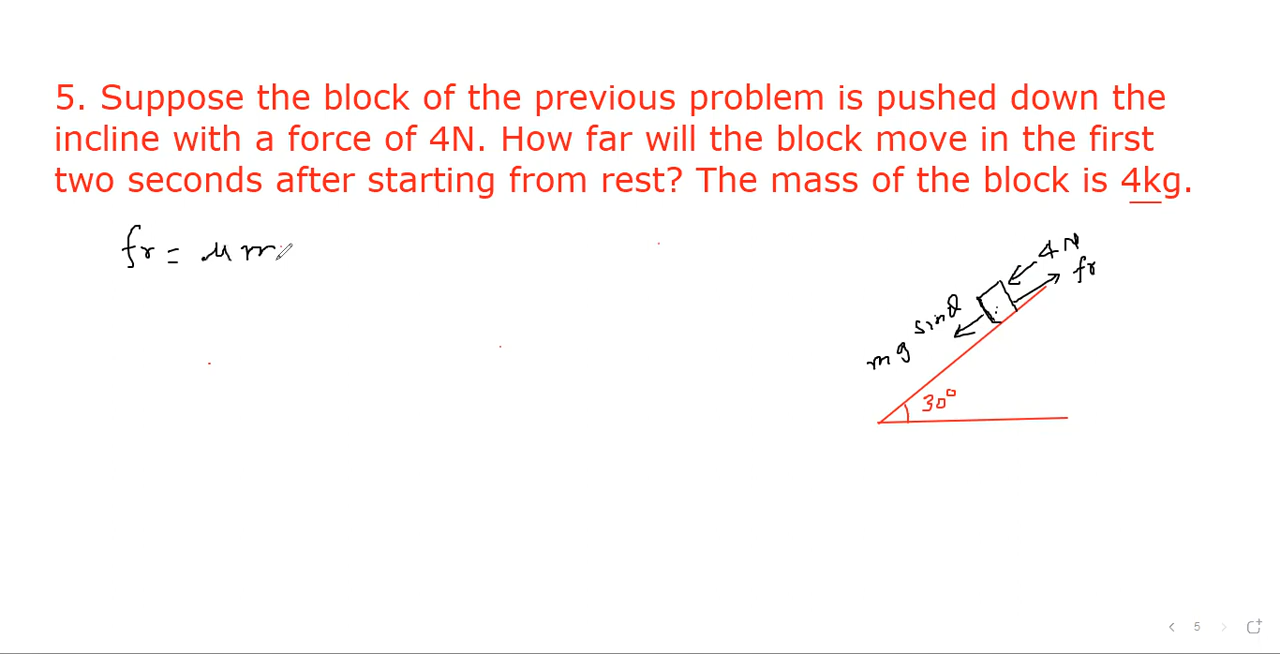 5. Suppose the block of the previous problem is pushed down the
incline with a force of 4N. How far will the block move in the first
two seconds after starting from rest? The mass of the block is 4kg.
fr = μ m
4N
fr
mg sinθ
30°
5